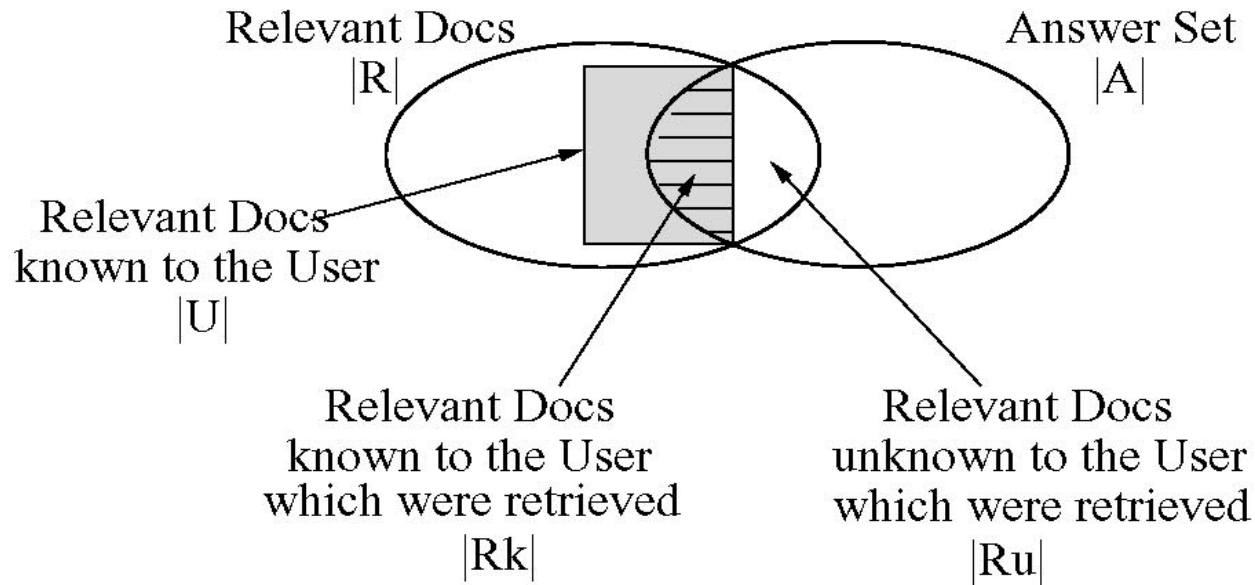 Relevant Docs
|R|
Answer Set
|A|
Relevant Docs
known to the User
|U|
Relevant Docs
known to the User
which were retrieved
|Rk|
Relevant Docs
unknown to the User
which were retrieved
|Ru|